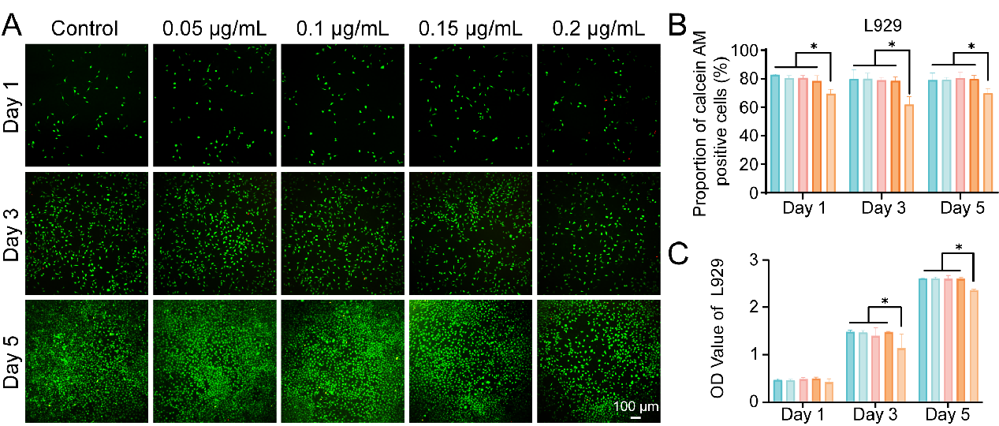 A
Control
0.05 µg/mL
0.1 µg/mL
0.15 µg/mL
0.2 µg/mL
Day 1
Day 3
Day 5
100 µm
B
L929
Proportion of calcein AM
positive cells (%)
100
80
60
40
20
0
*
*
*
Day 1
Day 3
Day 5
C
OD Value of L929
3
2
1
0
*
*
Day 1
Day 3
Day 5